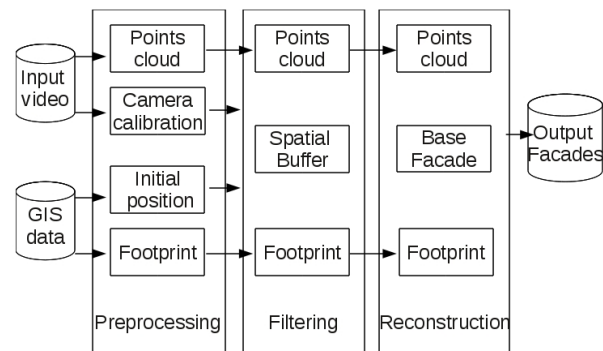 Input
video
GIS
data
Points
cloud
Camera
calibration
Initial
position
Footprint
Preprocessing
Points
cloud
Spatial
Buffer
Footprint
Filtering
Points
cloud
Base
Facade
Footprint
Reconstruction
Output
Facades